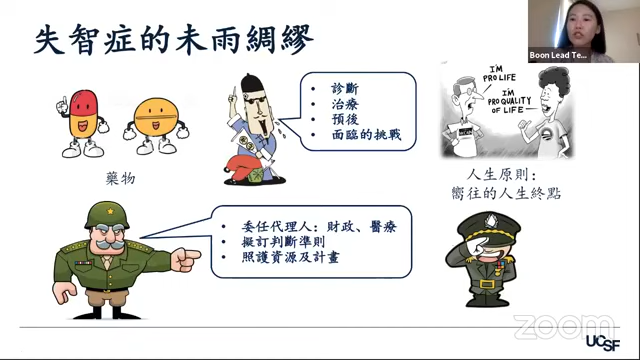 失智症的未雨綢繆
Boon Lead Te...
• 診斷
• 治療
• 預後
• 面臨的挑戰
I'M
PRO LIFE
I'M
PRO QUALITY
OF LIFE
藥物
人生原則：
嚮往的人生終點
• 委任代理人：財政、醫療
• 擬訂判斷準則
• 照護資源及計畫
zoom
UCSF